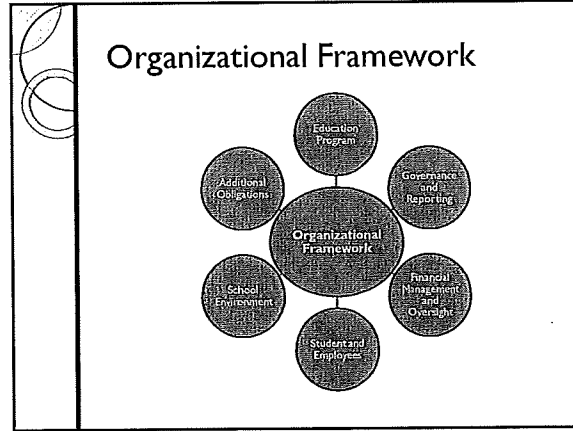 Organizational Framework
Education
Program
Additional
Obligations
Governance
and
Reporting
Organizational
Framework
School
Environment
Financial
Management
and
Oversight
Student and
Employees